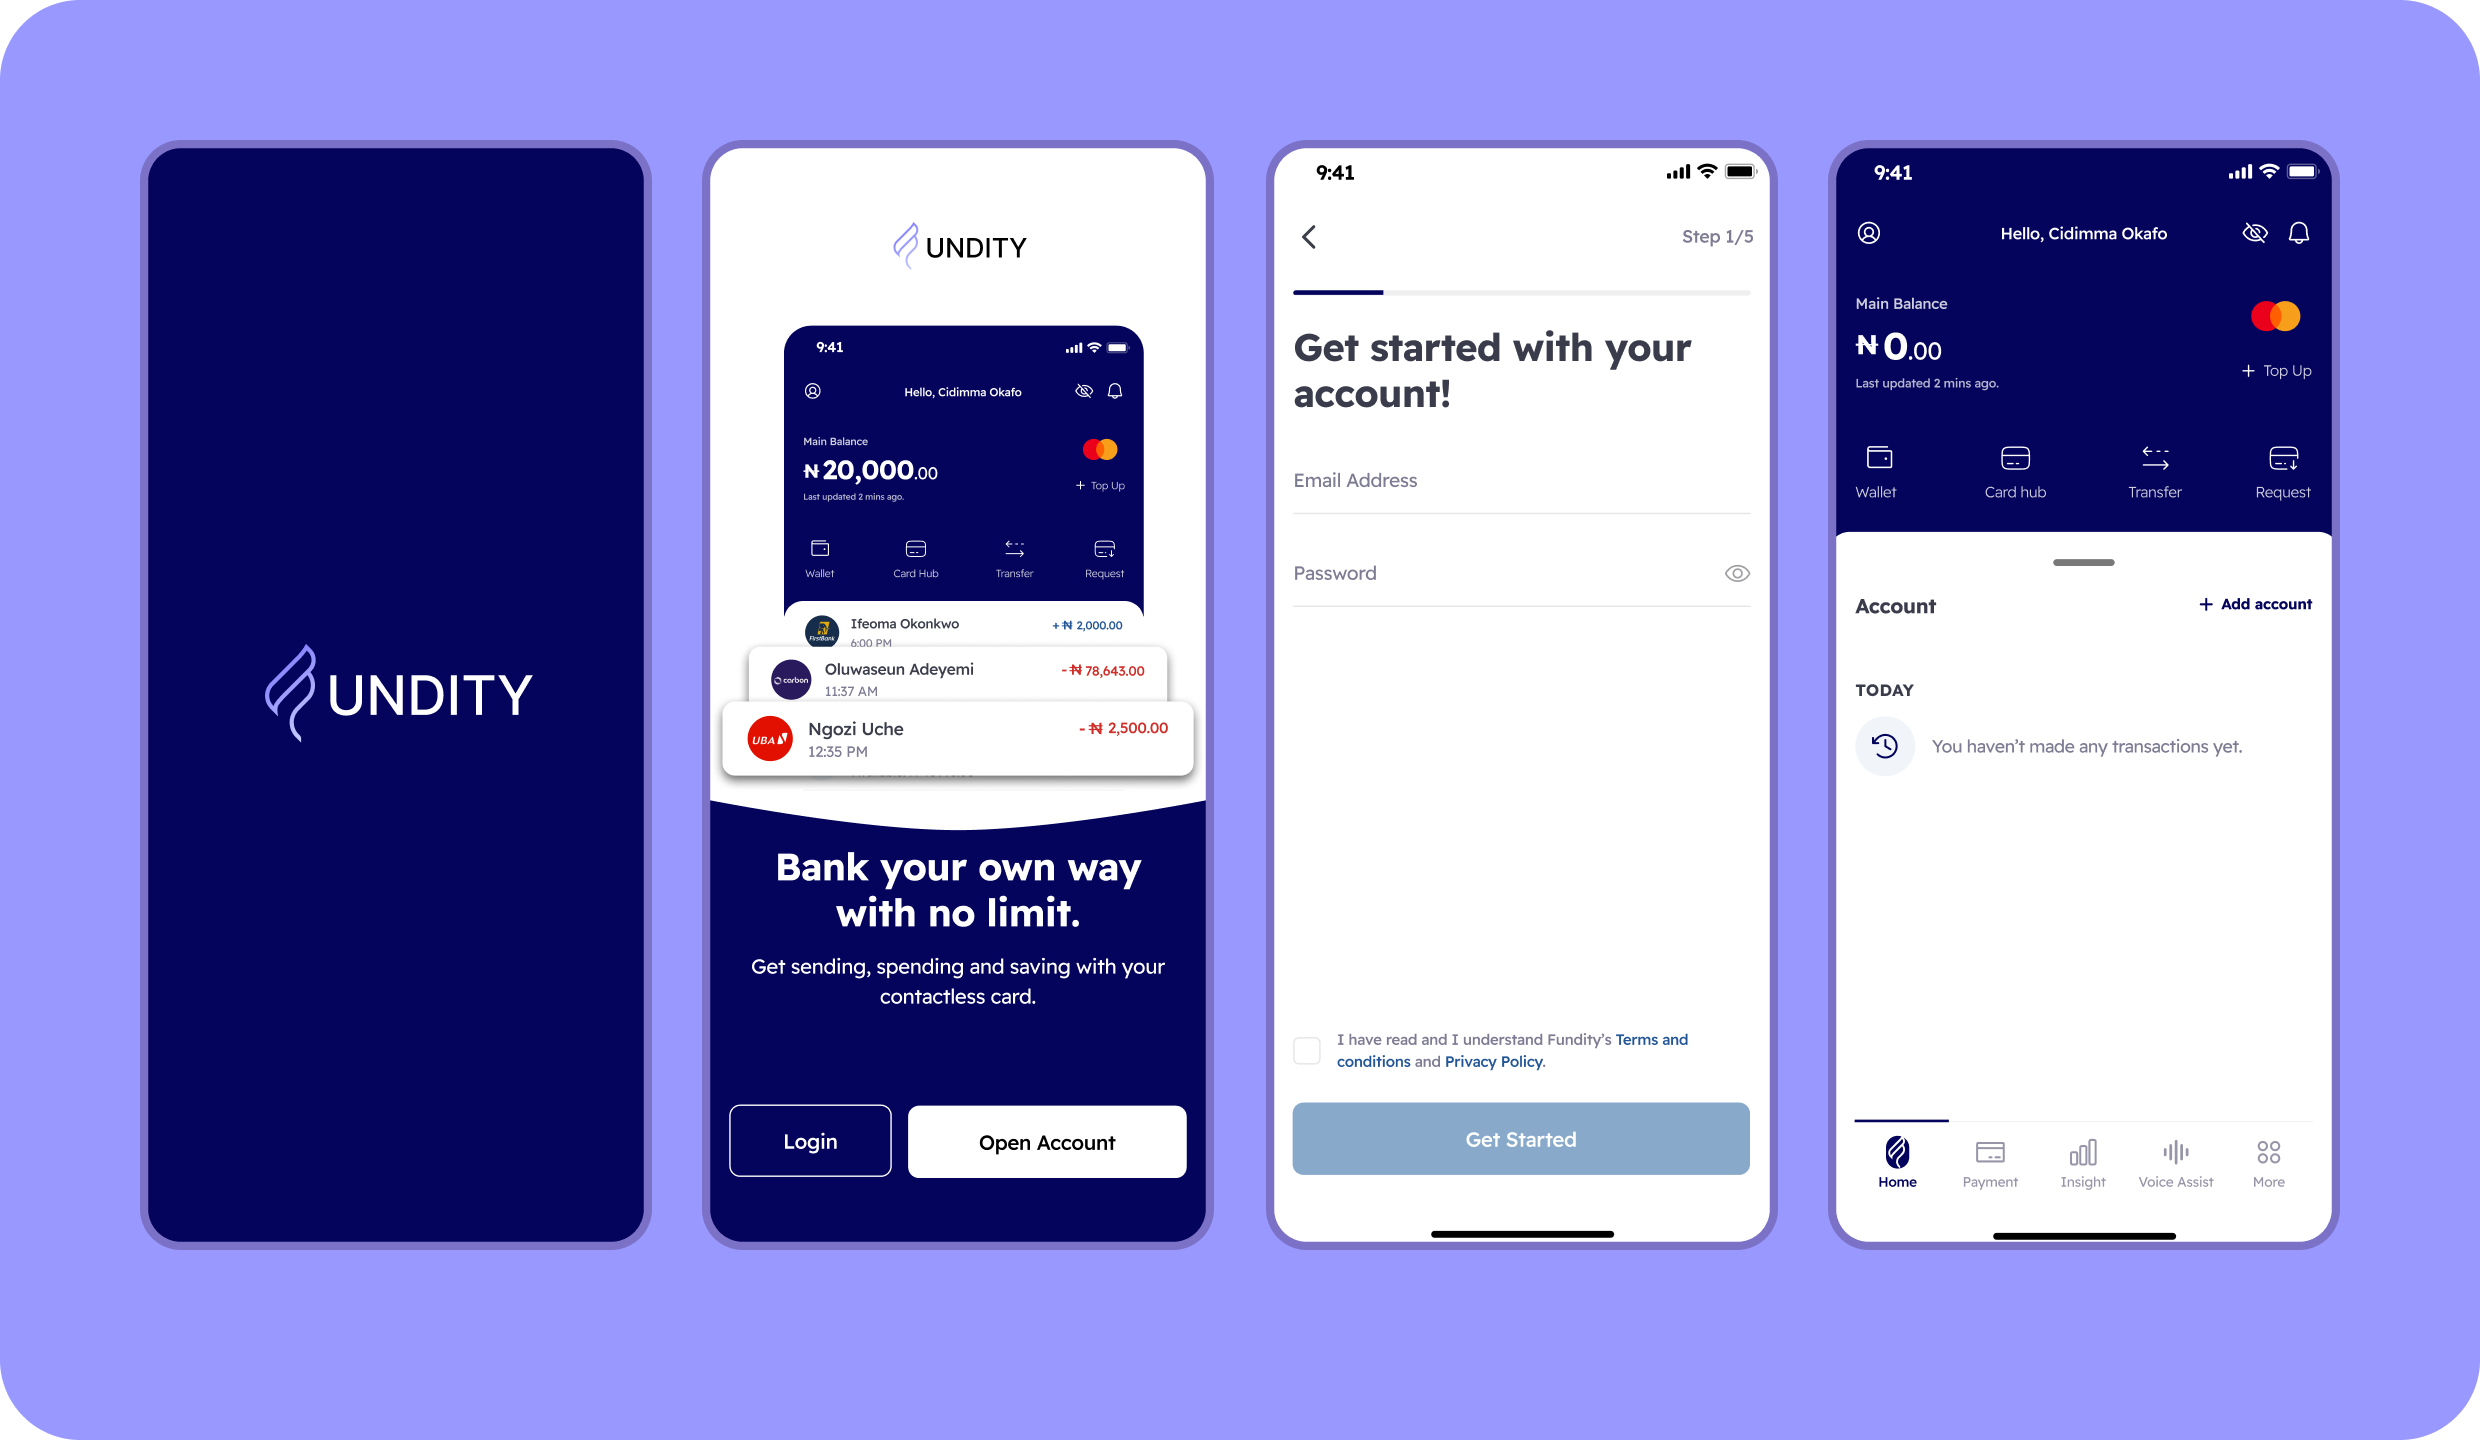 UNDITY
UNDITY
9:41
Hello, Cidimma Okafo
Main Balance
₦ 20,000.00
Last updated 2 mins ago.
+ Top Up
Wallet
Card Hub
Transfer
Request
FirstBank
Ifeoma Okonkwo
+ ₦ 2,000.00
6:00 PM
carbon
Oluwaseun Adeyemi
- ₦ 78,643.00
11:37 AM
UBA
Ngozi Uche
- ₦ 2,500.00
12:35 PM
Bank your own way
with no limit.
Get sending, spending and saving with your
contactless card.
Login
Open Account
9:41
Step 1/5
Get started with your
account!
Email Address
Password
I have read and I understand Fundity’s Terms and
conditions and Privacy Policy.
Get Started
9:41
Hello, Cidimma Okafo
Main Balance
₦ 0.00
Last updated 2 mins ago.
+ Top Up
Wallet
Card hub
Transfer
Request
Account
+ Add account
TODAY
You haven’t made any transactions yet.
Home
Payment
Insight
Voice Assist
More